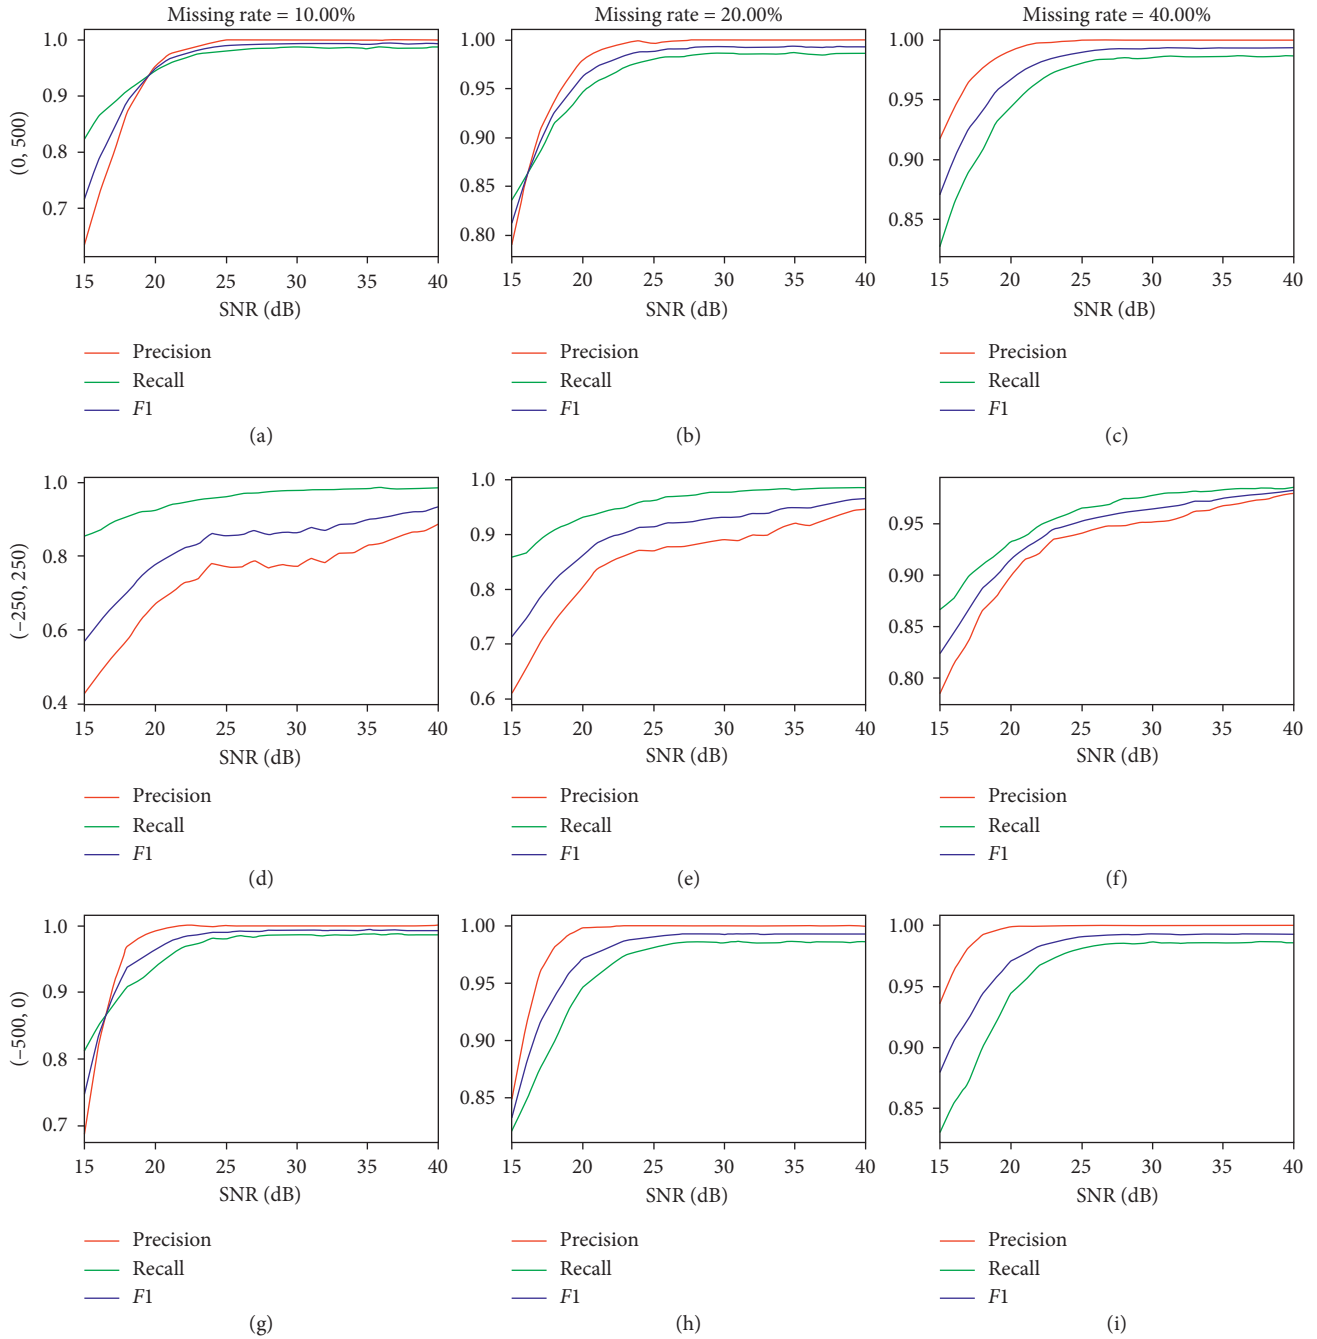 Missing rate = 10.00%
Missing rate = 20.00%
Missing rate = 40.00%
(0, 500)
1.0
0.9
0.8
0.7
15 20 25 30 35 40
SNR (dB)
Precision
Recall
F1
(a)
1.00
0.95
0.90
0.85
0.80
15 20 25 30 35 40
SNR (dB)
Precision
Recall
F1
(b)
1.00
0.95
0.90
0.85
15 20 25 30 35 40
SNR (dB)
Precision
Recall
F1
(c)
(−250, 250)
1.0
0.8
0.6
0.4
15 20 25 30 35 40
SNR (dB)
Precision
Recall
F1
(d)
1.0
0.9
0.8
0.7
0.6
15 20 25 30 35 40
SNR (dB)
Precision
Recall
F1
(e)
0.95
0.90
0.85
0.80
15 20 25 30 35 40
SNR (dB)
Precision
Recall
F1
(f)
(−500, 0)
1.0
0.9
0.8
0.7
15 20 25 30 35 40
SNR (dB)
Precision
Recall
F1
(g)
1.00
0.95
0.90
0.85
15 20 25 30 35 40
SNR (dB)
Precision
Recall
F1
(h)
1.00
0.95
0.90
0.85
15 20 25 30 35 40
SNR (dB)
Precision
Recall
F1
(i)